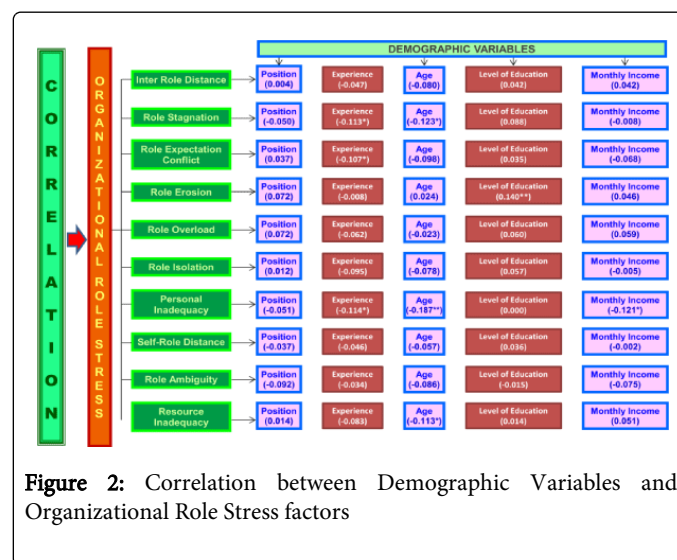 DEMOGRAPHIC VARIABLES
CORRELATION
ORGANIZATIONAL ROLE STRESS
Inter Role Distance
Position
(0.004)
Experience
(-0.047)
Age
(-0.080)
Level of Education
(0.042)
Monthly Income
(0.042)
Role Stagnation
Position
(-0.050)
Experience
(-0.113*)
Age
(-0.123*)
Level of Education
(0.088)
Monthly Income
(-0.008)
Role Expectation
Conflict
Position
(0.037)
Experience
(-0.107*)
Age
(-0.098)
Level of Education
(0.035)
Monthly Income
(-0.068)
Role Erosion
Position
(0.072)
Experience
(-0.008)
Age
(0.024)
Level of Education
(0.140**)
Monthly Income
(0.046)
Role Overload
Position
(0.072)
Experience
(-0.062)
Age
(-0.023)
Level of Education
(0.060)
Monthly Income
(0.059)
Role Isolation
Position
(0.012)
Experience
(-0.095)
Age
(-0.078)
Level of Education
(0.057)
Monthly Income
(-0.005)
Personal
Inadequacy
Position
(-0.051)
Experience
(-0.114*)
Age
(-0.187**)
Level of Education
(0.000)
Monthly Income
(-0.121*)
Self-Role Distance
Position
(-0.037)
Experience
(-0.046)
Age
(-0.057)
Level of Education
(0.036)
Monthly Income
(-0.002)
Role Ambiguity
Position
(-0.092)
Experience
(-0.034)
Age
(-0.086)
Level of Education
(-0.015)
Monthly Income
(-0.075)
Resource
Inadequacy
Position
(0.014)
Experience
(-0.083)
Age
(-0.113*)
Level of Education
(0.014)
Monthly Income
(0.051)
Figure 2: Correlation between Demographic Variables and
Organizational Role Stress factors